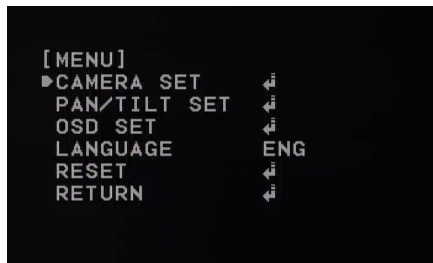 [MENU]
CAMERA SET
PAN/TILT SET
OSD SET
LANGUAGE ENG
RESET
RETURN